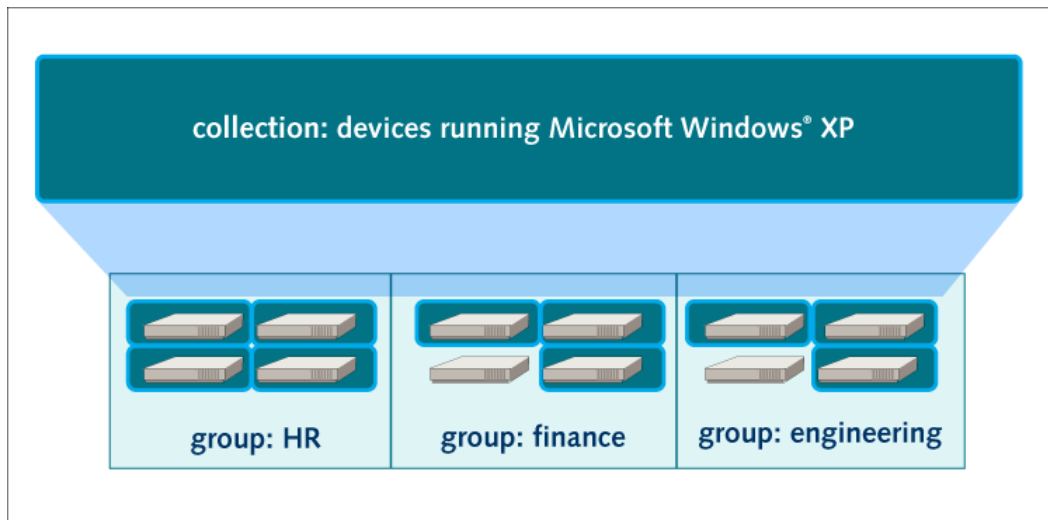 collection: devices running Microsoft Windows® XP
group: HR
group: finance
group: engineering